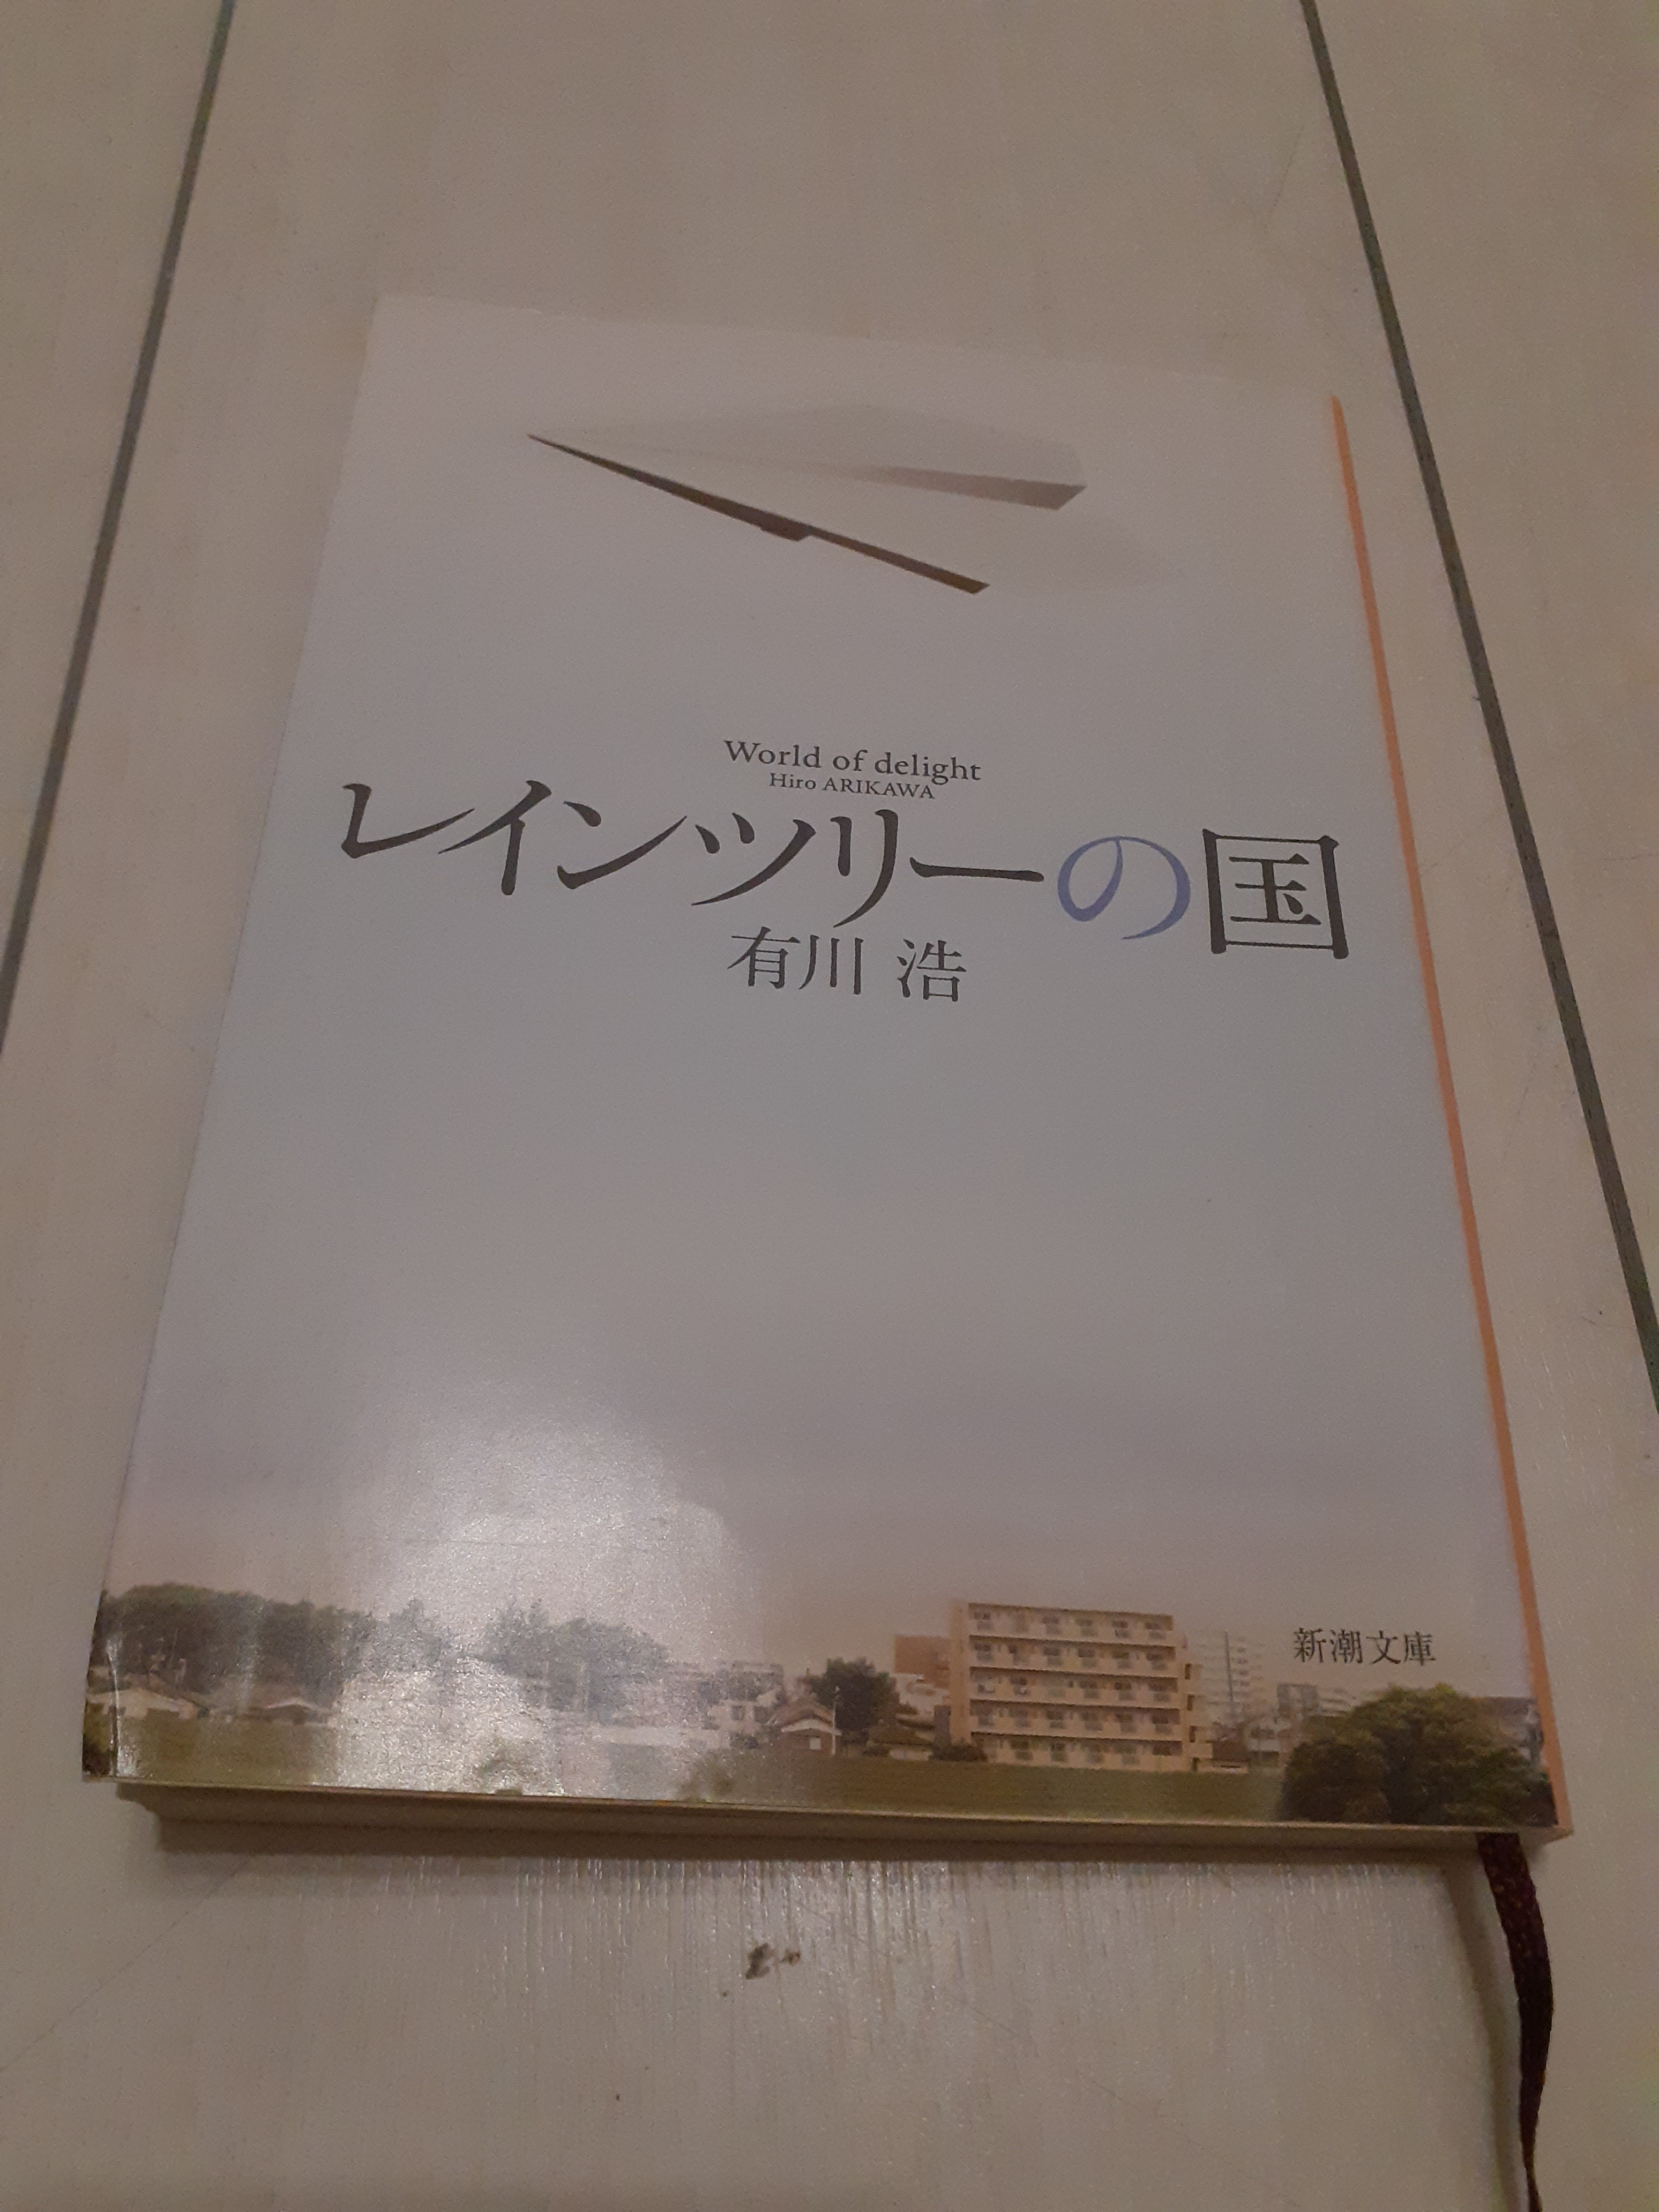 World of delight
Hiro ARIKAWA
レインツリーの国
有川 浩
新潮文庫